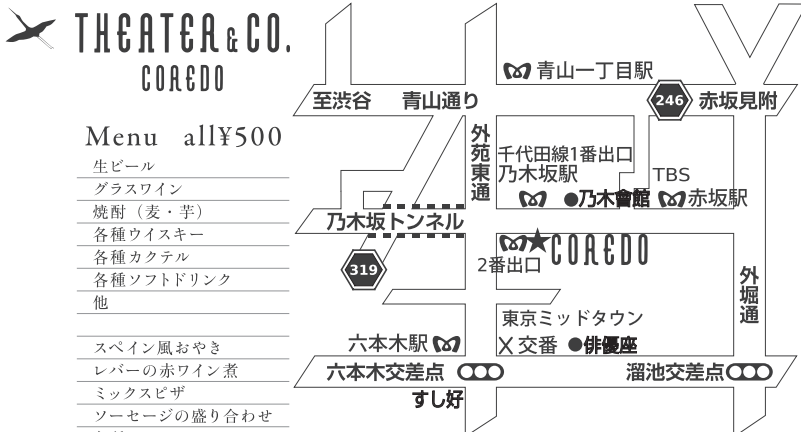 THEATER & CO.
COREDO
Menu all¥500
生ビール
グラスワイン
焼酎（麦・芋）
各種ウイスキー
各種カクテル
各種ソフトドリンク
他
スペイン風おやき
レバーの赤ワイン煮
ミックスピザ
ソーセージの盛り合わせ
青山一丁目駅
至渋谷
青山通り
246
赤坂見附
外苑東通
千代田線1番出口
乃木坂駅
TBS
●乃木會館
赤坂駅
乃木坂トンネル
★COREDO
2番出口
319
外堀通
東京ミッドタウン
六本木駅
X交番
●俳優座
六本木交差点
溜池交差点
すし好